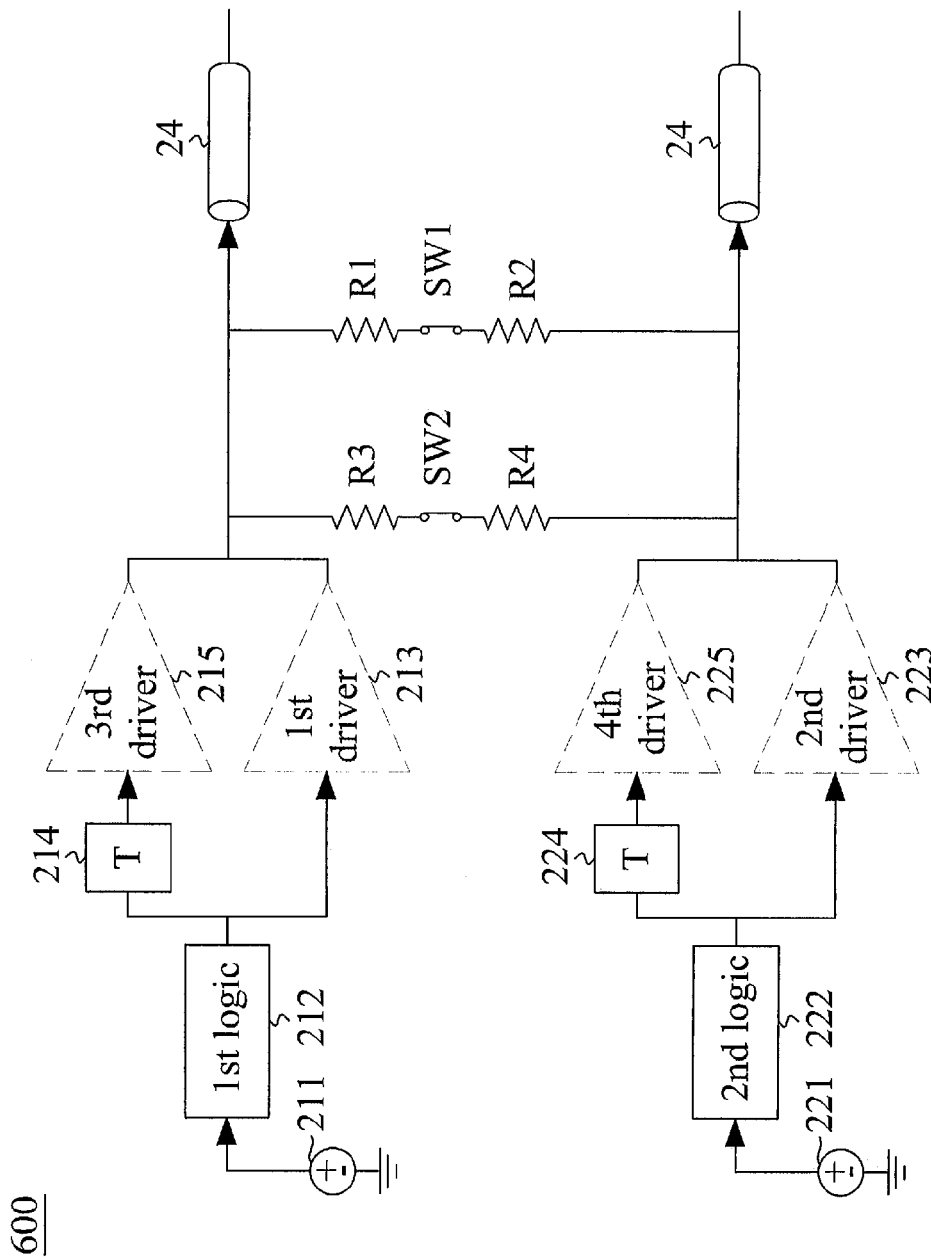 600
211
1st logic
212
214
T
3rd
driver
215
1st
driver
213
R3
SW2
R4
R1
SW1
R2
24
221
2nd logic
222
224
T
4th
driver
225
2nd
driver
223
24